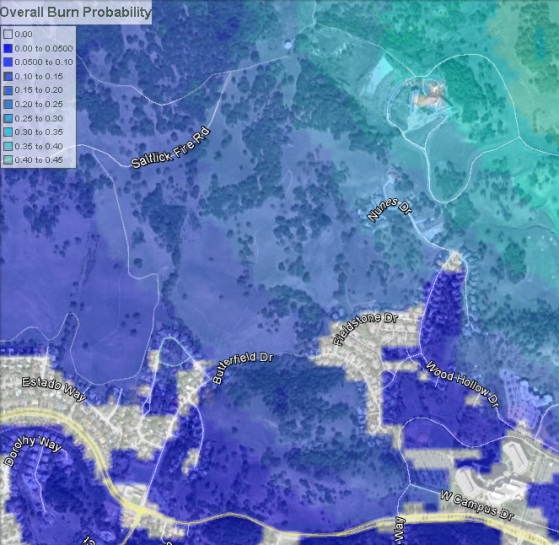 Overall Burn Probability
0.00
0.00 to 0.0500
0.0500 to 0.10
0.10 to 0.15
0.15 to 0.20
0.20 to 0.25
0.25 to 0.30
0.30 to 0.35
0.35 to 0.40
0.40 to 0.45
Saltlick Fire Rd
Nunes Dr
Fieldstone Dr
Butterfield Dr
Wood Hollow Dr
Estado Way
Dorothy Way
W Campus Dr
Way